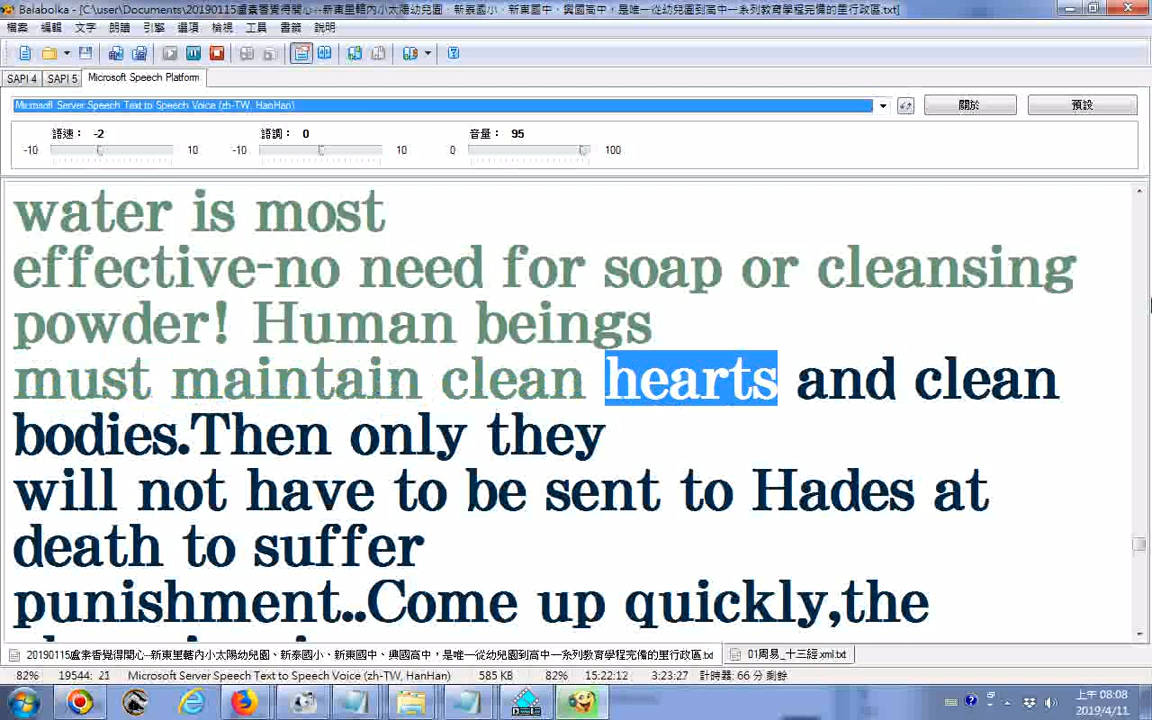 Balabolka - [C:\user\Documents\20190115盧素香覺得開心--新東里轄內小太陽幼兒園、新泰國小、新東國中、興國高中，是唯一從幼兒園到高中一系列教育學程完備的里行政區.txt]
檔案 編輯 文字 朗讀 引擎 選項 檢視 工具 書籤 說明
SAPI 4 SAPI 5 Microsoft Speech Platform
Microsoft Server Speech Text to Speech Voice (zh-TW, HanHan) 關於 預設
語速： -2 語調： 0 音量： 95
-10 10 -10 10 0 100
water is most
effective-no need for soap or cleansing
powder! Human beings
must maintain clean hearts and clean
bodies.Then only they
will not have to be sent to Hades at
death to suffer
punishment..Come up quickly,the
20190115盧素香覺得開心--新東里轄內小太陽幼兒園、新泰國小、新東國中、興國高中，是唯一從幼兒園到高中一系列教育學程完備的里行政區.txt 01周易_十三經.xml.txt
82% 19544: 21 Microsoft Server Speech Text to Speech Voice (zh-TW, HanHan) 585 KB 82% 15:22:12 3:23:27 計時器: 66 分 剩餘
上午 08:08
2019/4/11